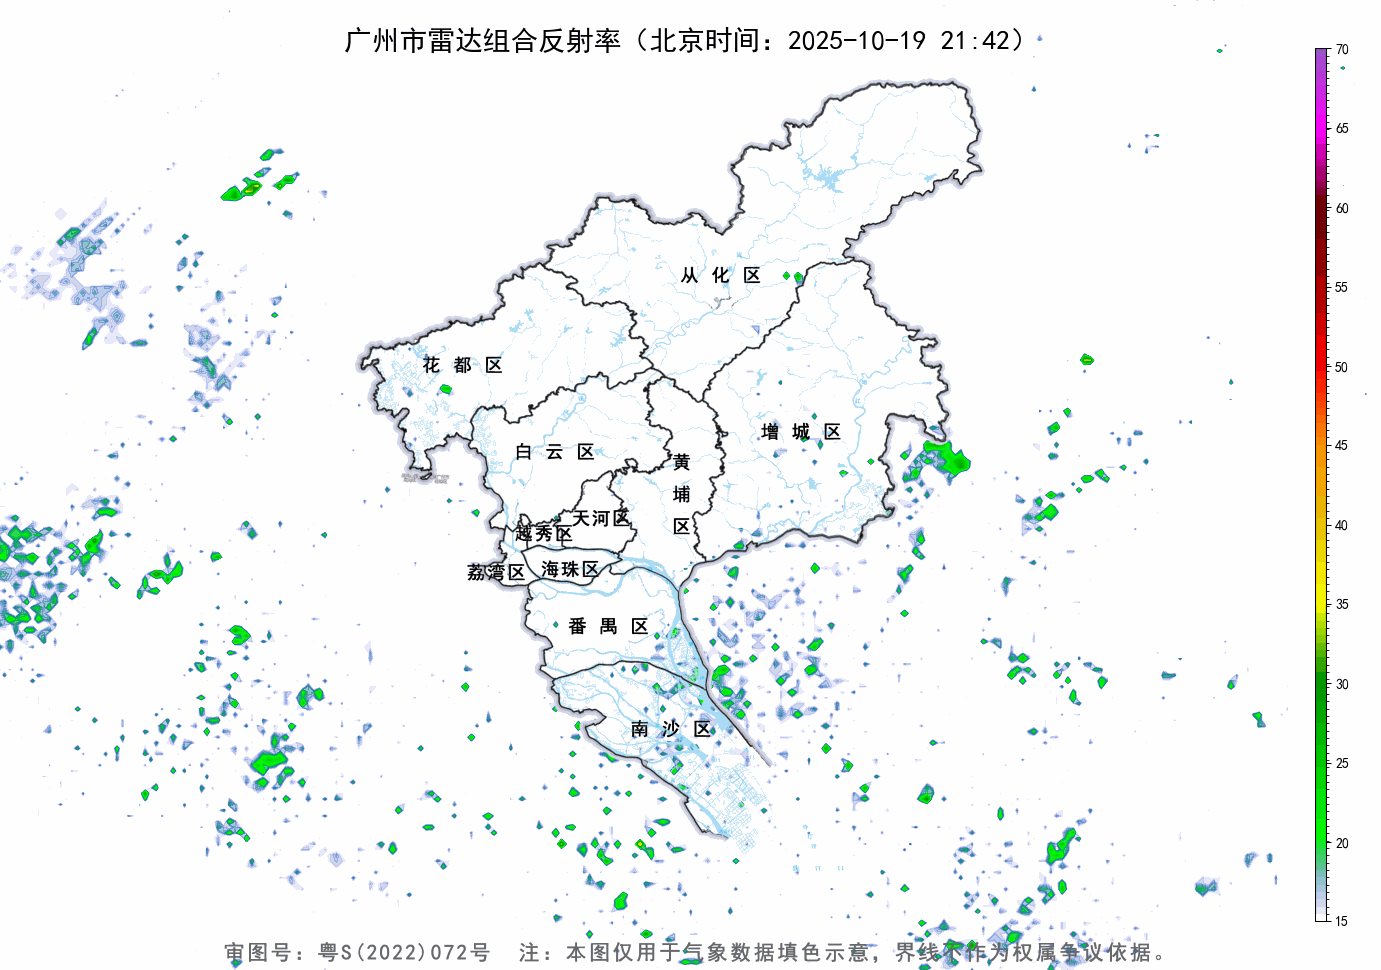 广州市雷达组合反射率（北京时间：2025-10-19 21:42）
70
65
60
55
50
45
40
35
30
25
20
15
从化区
花都区
增城区
白云区
黄埔区
天河区
越秀区
荔湾区
海珠区
番禺区
南沙区
审图号：粤S(2022)072号 注：本图仅用于气象数据填色示意，界线不作为权属争议依据。